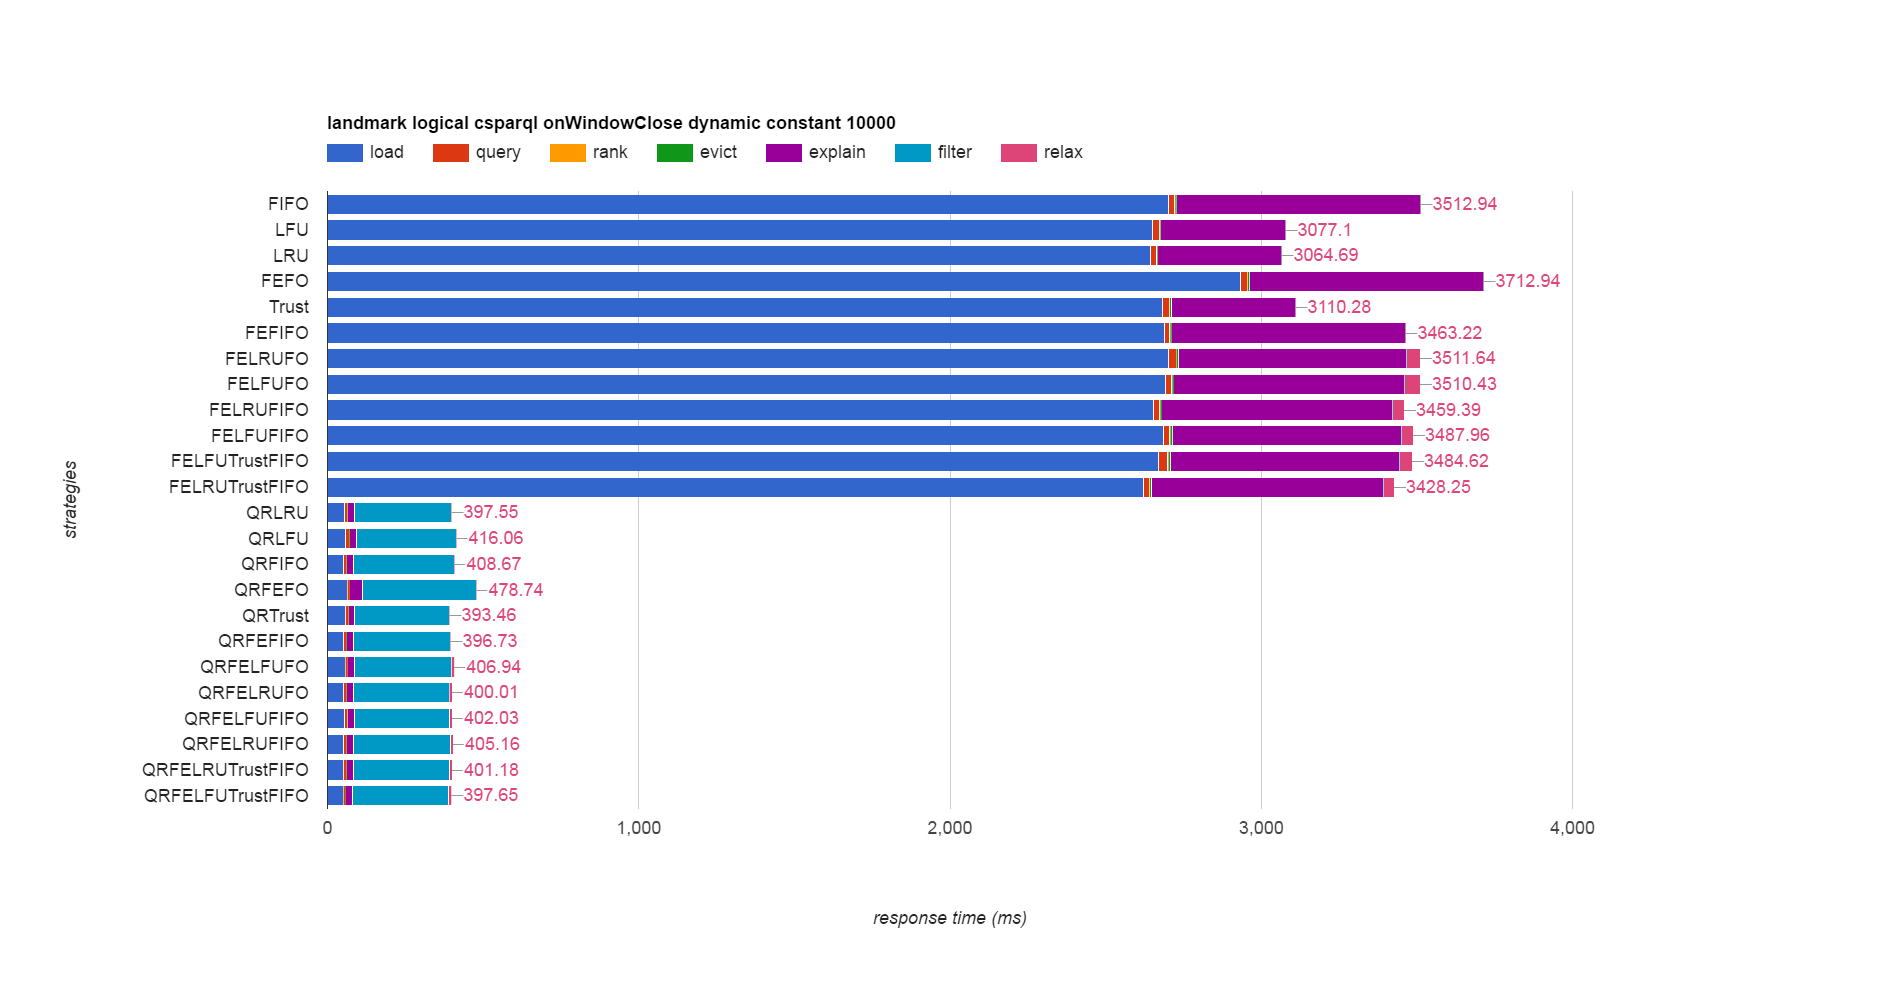 landmark logical csparql onWindowClose dynamic constant 10000
load query rank evict explain filter relax
FIFO 3512.94
LFU 3077.1
LRU 3064.69
FEFO 3712.94
Trust 3110.28
FEFIFO 3463.22
FELRUFO 3511.64
FELFUFO 3510.43
FELRUFIFO 3459.39
FELFUFIFO 3487.96
FELFUTrustFIFO 3484.62
FELRUTrustFIFO 3428.25
QRLRU 397.55
QRLFU 416.06
QRFIFO 408.67
QRFEFO 478.74
QRTrust 393.46
QRFEFIFO 396.73
QRFELFUFO 406.94
QRFELRUFO 400.01
QRFELFUFIFO 402.03
QRFELRUFIFO 405.16
QRFELRUTrustFIFO 401.18
QRFELFUTrustFIFO 397.65
strategies
0 1,000 2,000 3,000 4,000
response time (ms)